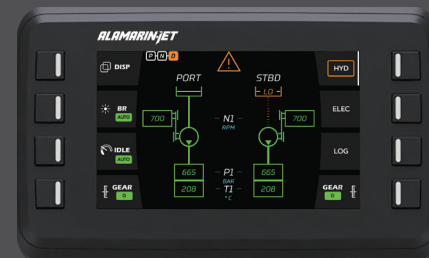 ALAMARINJET
P N D
DISP
PORT
STBD
HYD
LO
BR
AUTO
700
N1
RPM
700
ELEC
IDLE
AUTO
LOG
665
P1
BAR
665
GEAR
D
208
T1
°C
208
GEAR
D